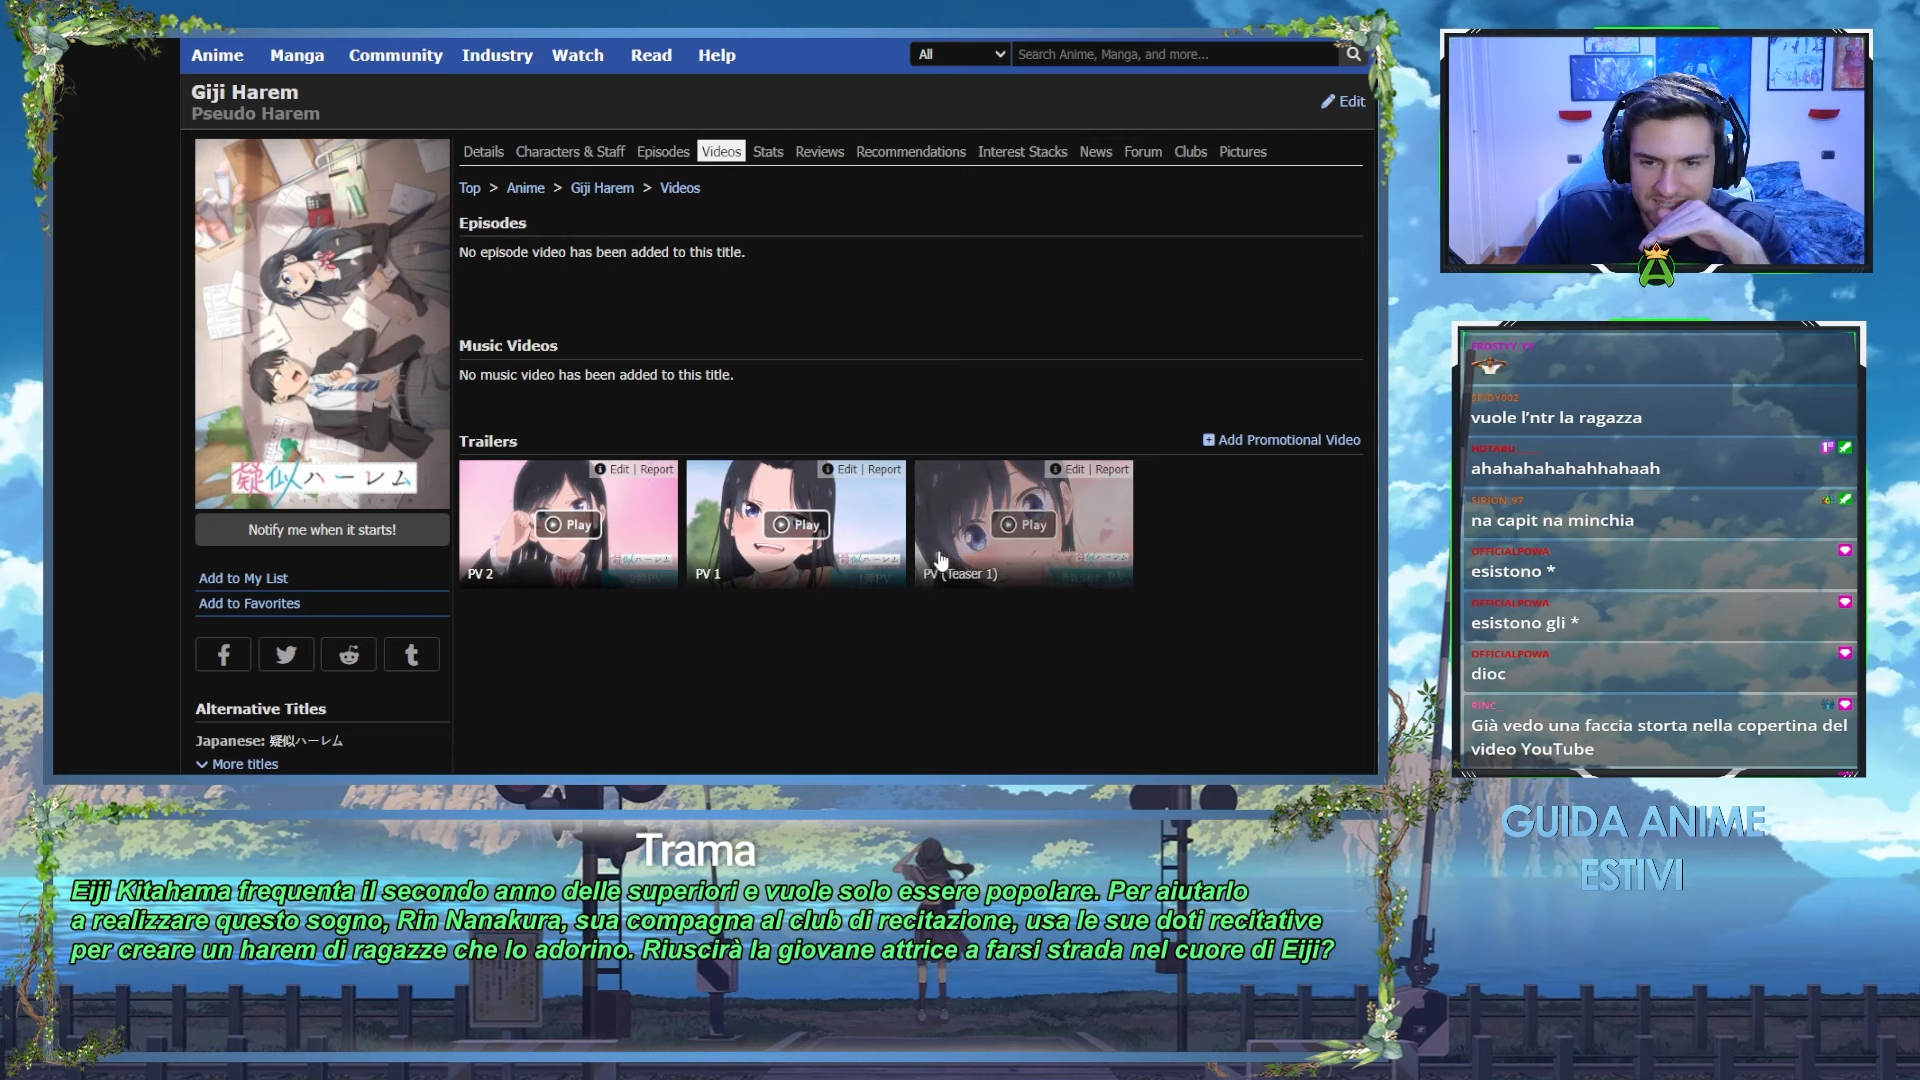 Anime Manga Community Industry Watch Read Help
All
Search Anime, Manga, and more...
Giji Harem
Pseudo Harem
Edit
Details Characters & Staff Episodes Videos Stats Reviews Recommendations Interest Stacks News Forum Clubs Pictures
Top > Anime > Giji Harem > Videos
Episodes
No episode video has been added to this title.
Music Videos
No music video has been added to this title.
Trailers
Add Promotional Video
Edit | Report
Play
PV 2
Edit | Report
Play
PV 1
Edit | Report
Play
PV (Teaser 1)
疑似ハーレム
Notify me when it starts!
Add to My List
Add to Favorites
Alternative Titles
Japanese: 疑似ハーレム
More titles
SPIDY002
vuole l'ntr la ragazza
ahahahahahahhahaah
SIRION_97
na capit na minchia
OFFICIALPOWA
esistono *
OFFICIALPOWA
esistono gli *
OFFICIALPOWA
dioc
RINC_
Già vedo una faccia storta nella copertina del
video YouTube
GUIDA ANIME
ESTIVI
Trama
Eiji Kitahama frequenta il secondo anno delle superiori e vuole solo essere popolare. Per aiutarlo
a realizzare questo sogno, Rin Nanakura, sua compagna al club di recitazione, usa le sue doti recitative
per creare un harem di ragazze che lo adorino. Riuscirà la giovane attrice a farsi strada nel cuore di Eiji?